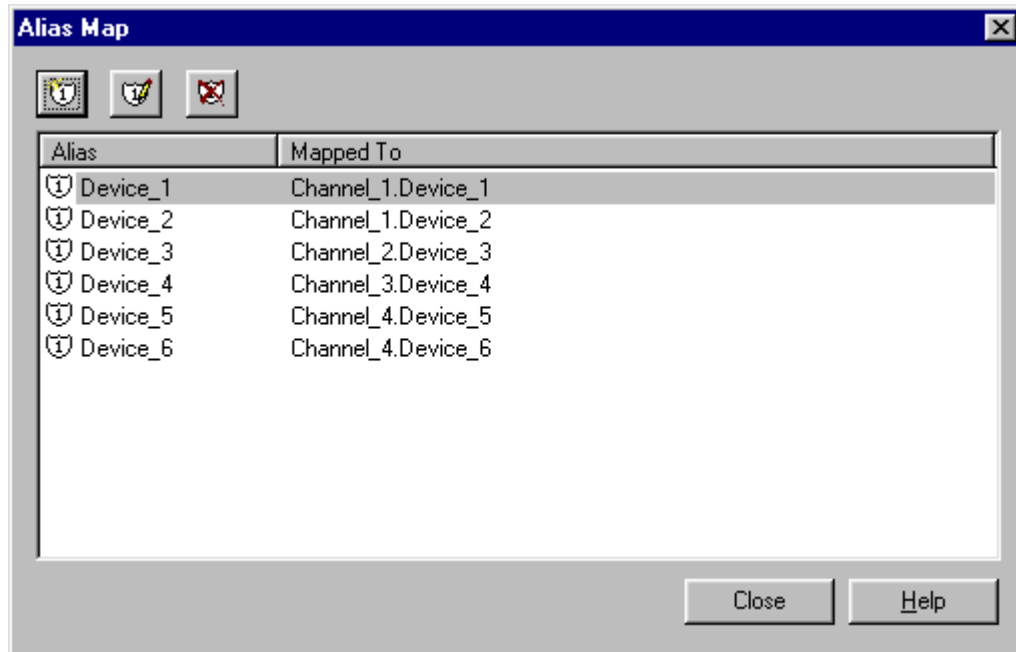 Alias Map
Alias Mapped To
Device_1 Channel_1.Device_1
Device_2 Channel_1.Device_2
Device_3 Channel_2.Device_3
Device_4 Channel_3.Device_4
Device_5 Channel_4.Device_5
Device_6 Channel_4.Device_6
Close Help